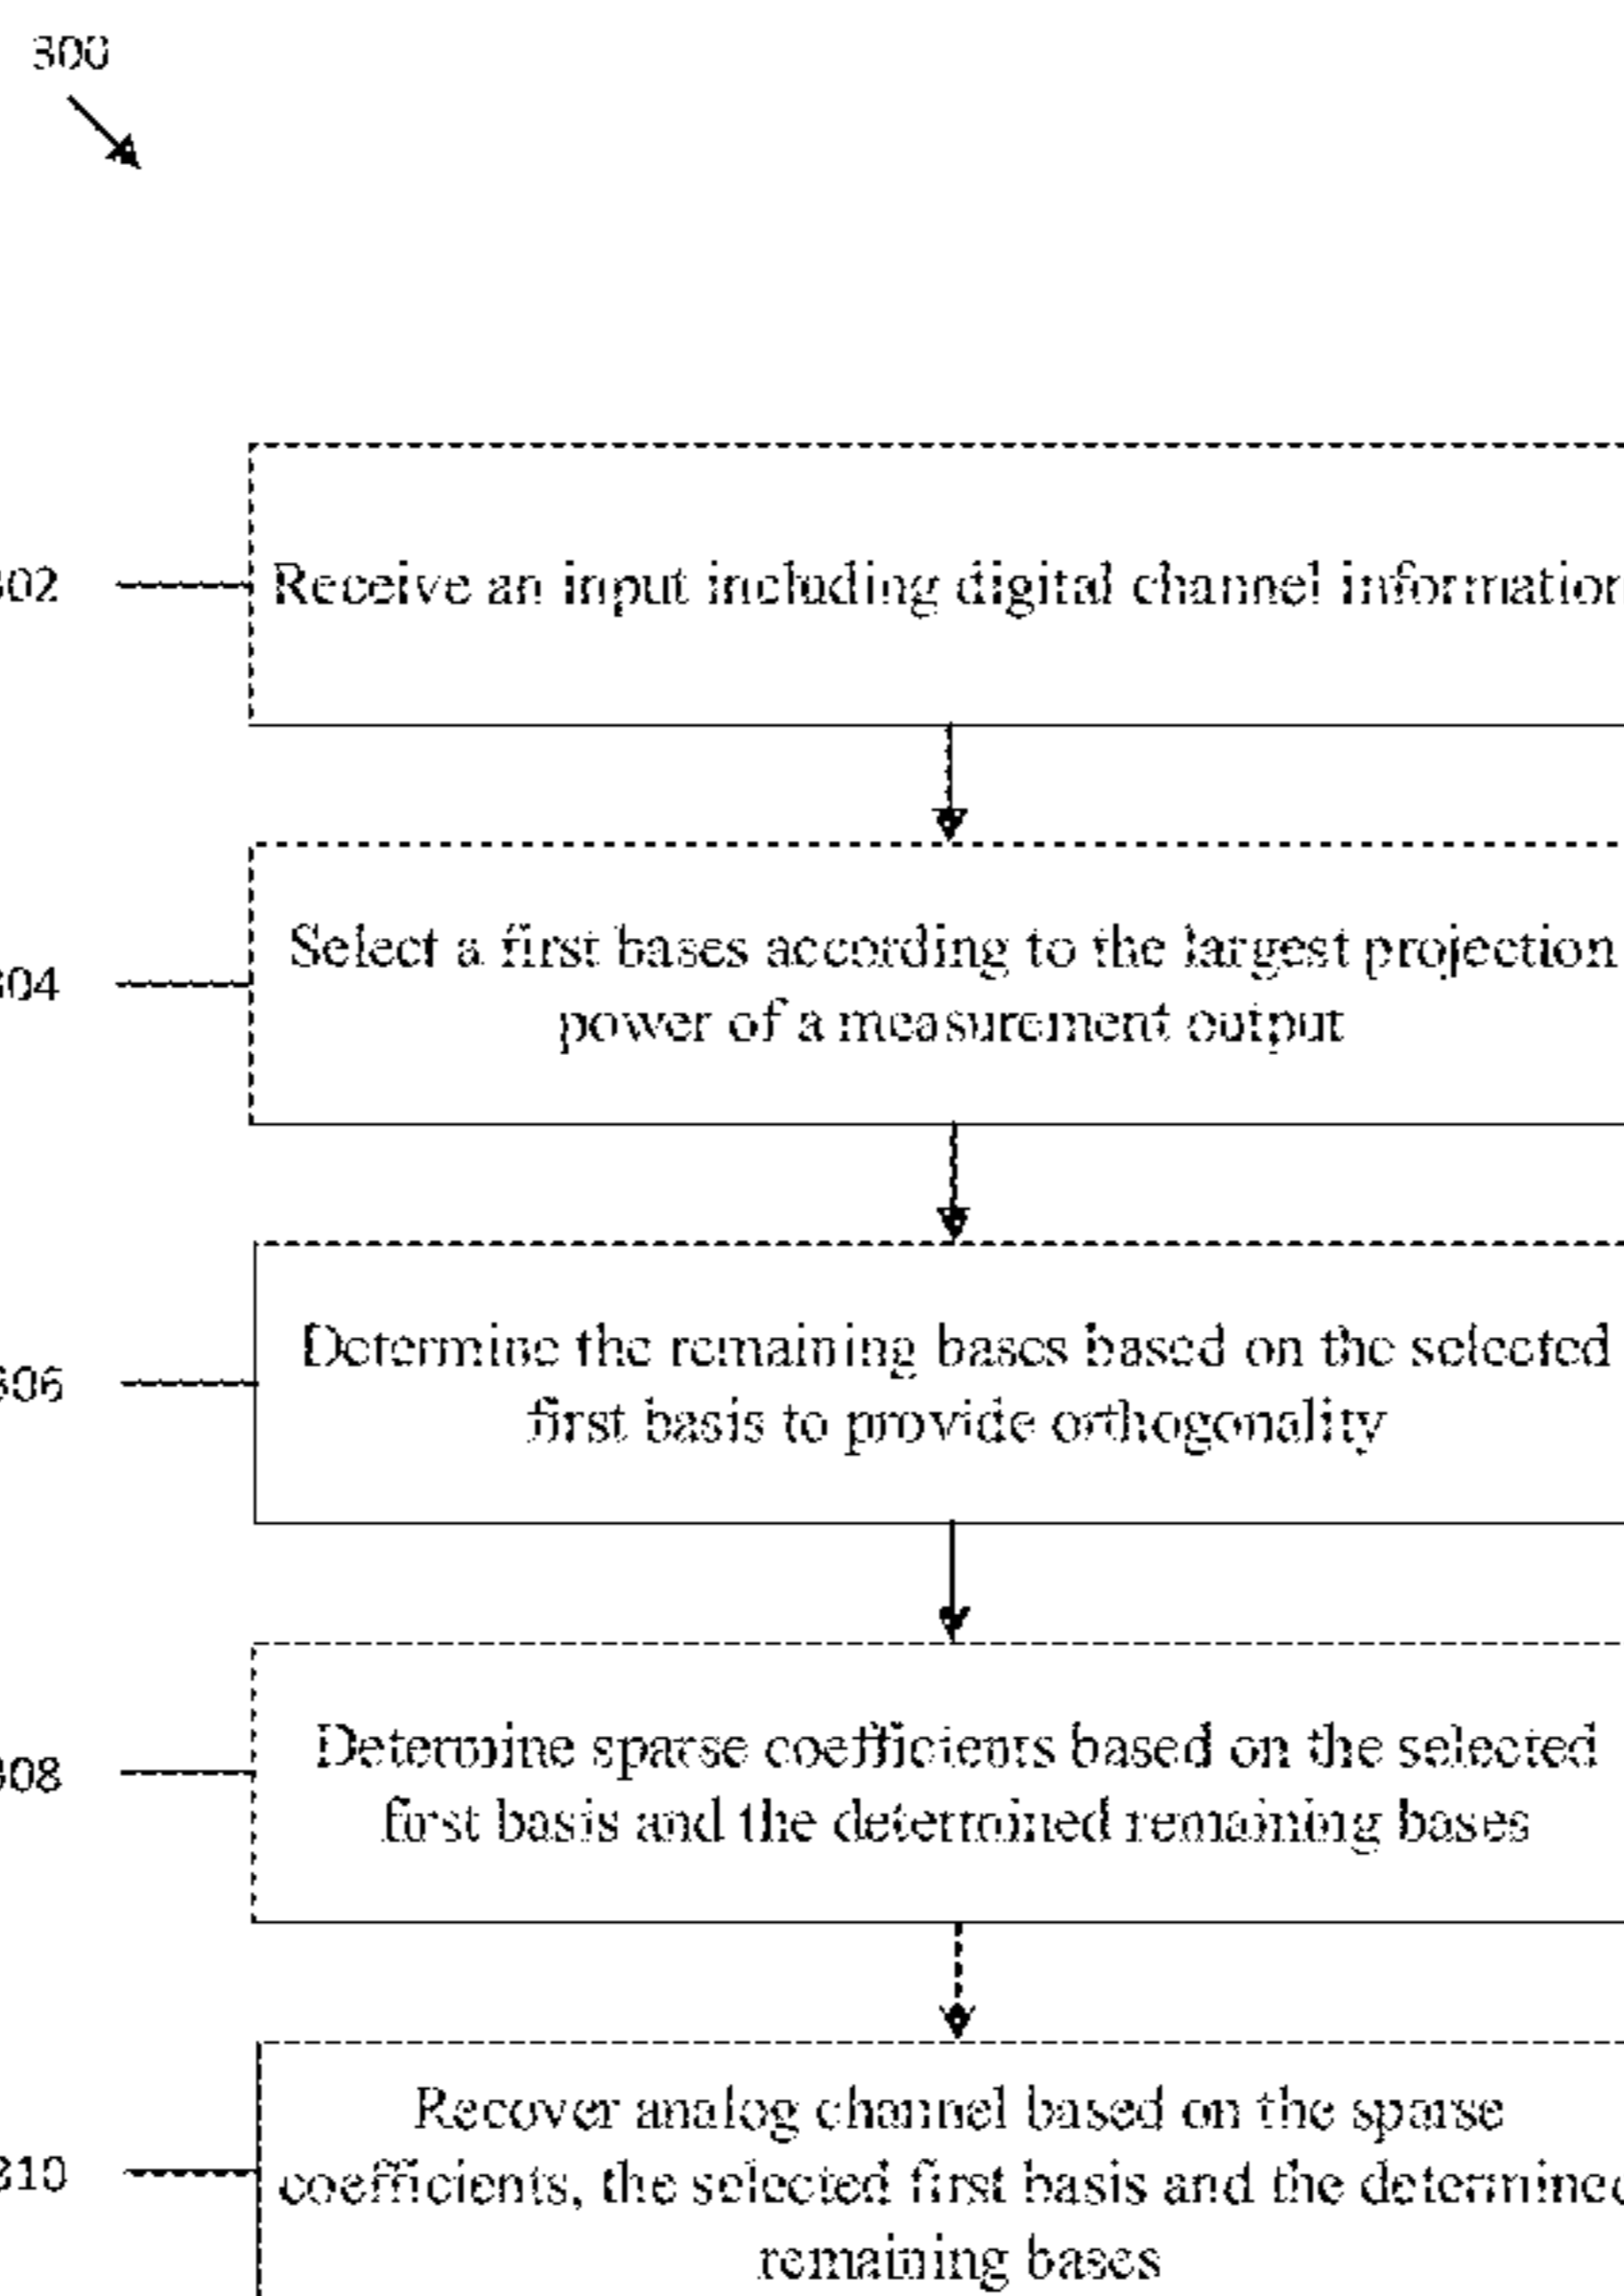 300
302
Receive an input including digital channel information
304
Select a first bases according to the largest projection
power of a measurement output
306
Determine the remaining bases based on the selected
first basis to provide orthogonality
308
Determine sparse coefficients based on the selected
first basis and the determined remaining bases
310
Recover analog channel based on the sparse
coefficients, the selected first basis and the determined
remaining bases